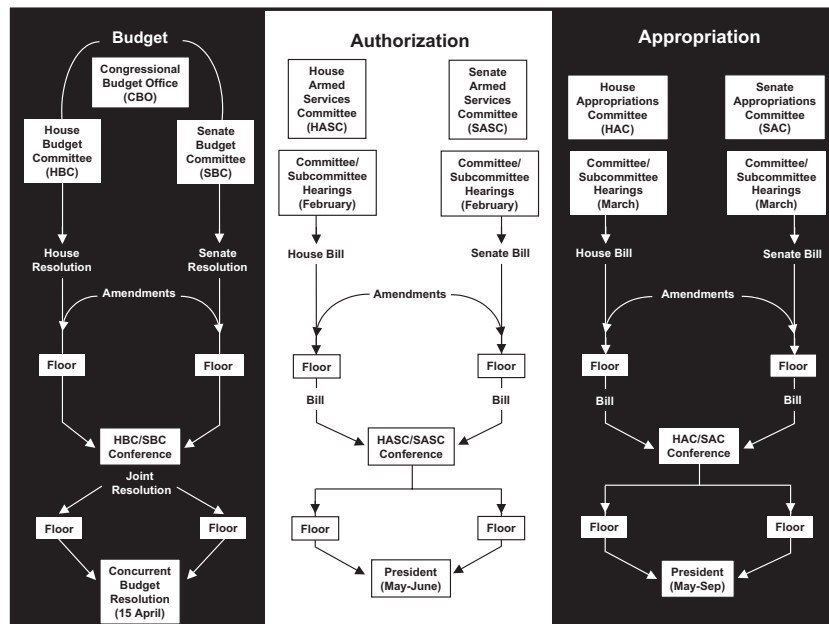 Budget
Congressional
Budget Office
(CBO)
House
Budget
Committee
(HBC)
Senate
Budget
Committee
(SBC)
House
Resolution
Senate
Resolution
Amendments
Floor
Floor
HBC/SBC
Conference
Joint
Resolution
Floor
Floor
Concurrent
Budget
Resolution
(15 April)
Authorization
House
Armed
Services
Committee
(HASC)
Senate
Armed
Services
Committee
(SASC)
Committee/
Subcommittee
Hearings
(February)
Committee/
Subcommittee
Hearings
(February)
House Bill
Senate Bill
Amendments
Floor
Floor
Bill
Bill
HASC/SASC
Conference
Floor
Floor
President
(May-June)
Appropriation
House
Appropriations
Committee
(HAC)
Senate
Appropriations
Committee
(SAC)
Committee/
Subcommittee
Hearings
(March)
Committee/
Subcommittee
Hearings
(March)
House Bill
Senate Bill
Amendments
Floor
Floor
Bill
Bill
HAC/SAC
Conference
Floor
Floor
President
(May-Sep)